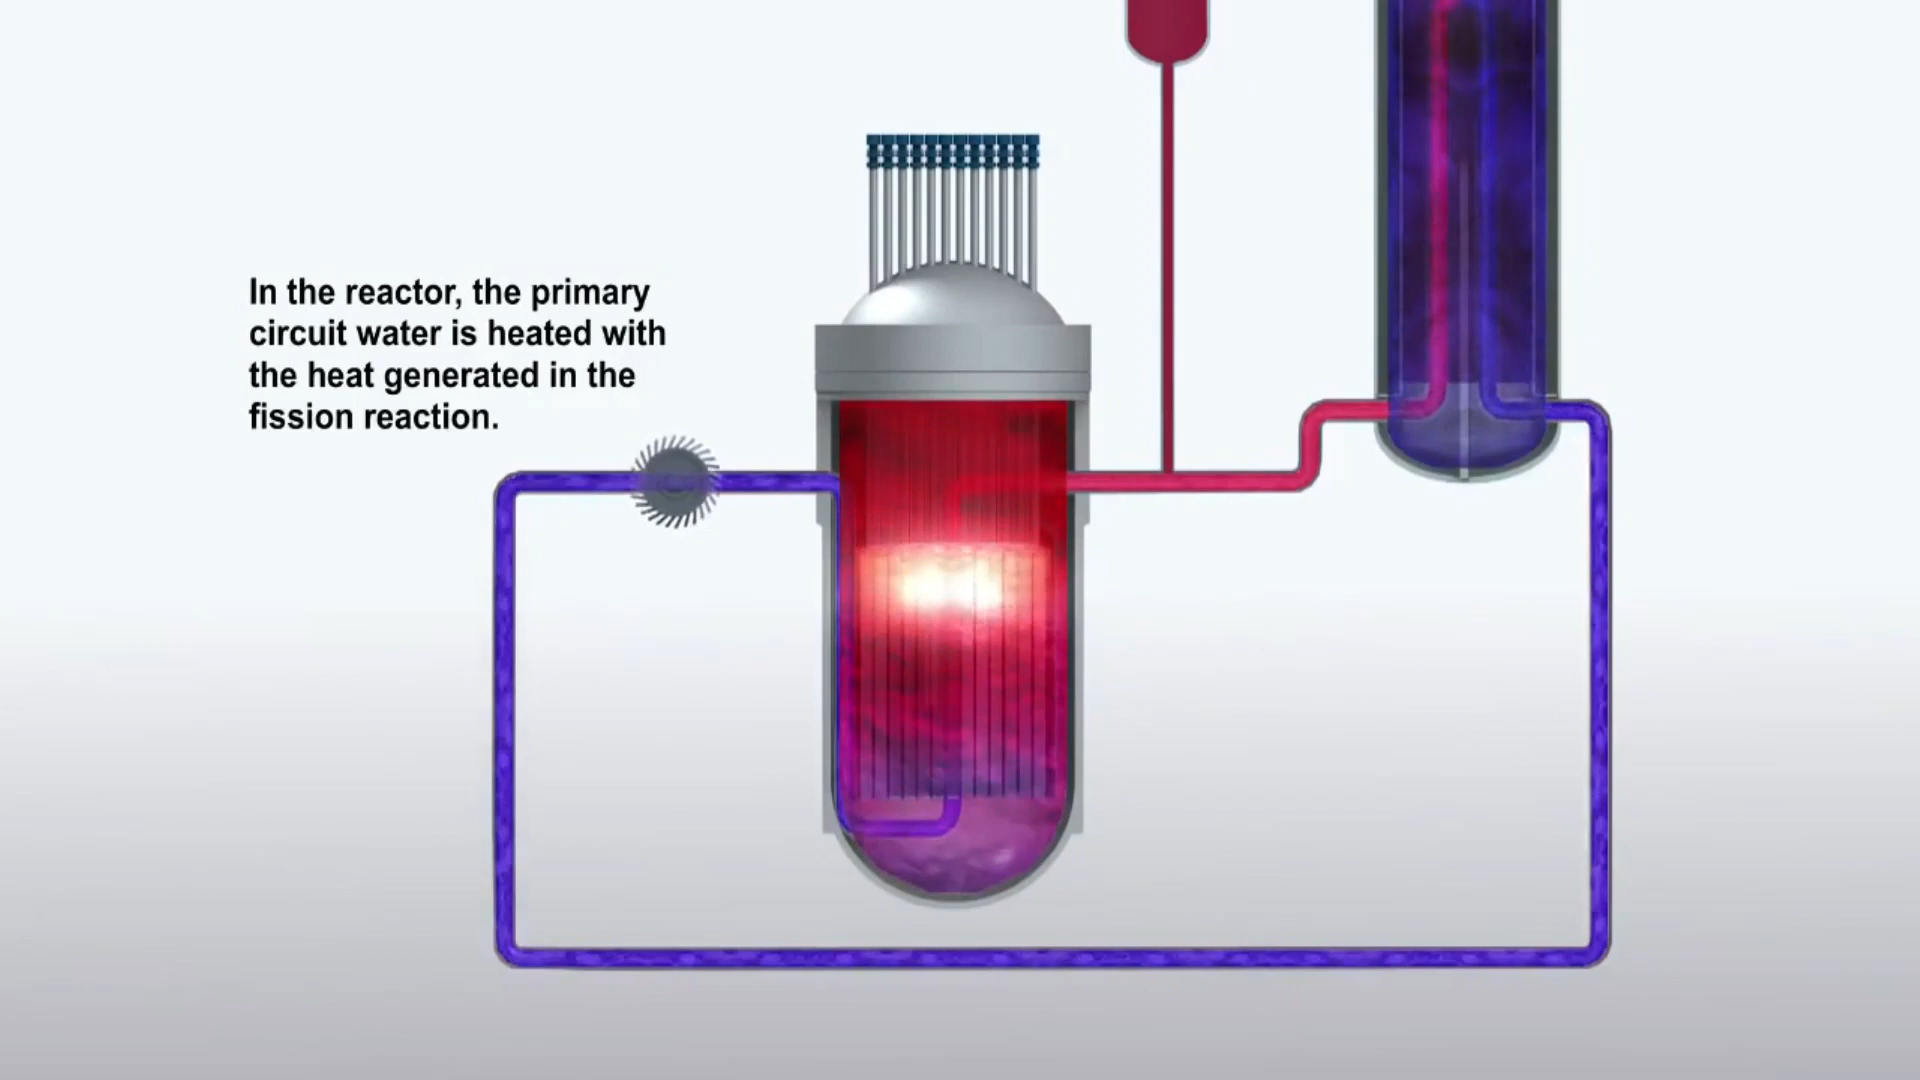 In the reactor, the primary
circuit water is heated with
the heat generated in the
fission reaction.